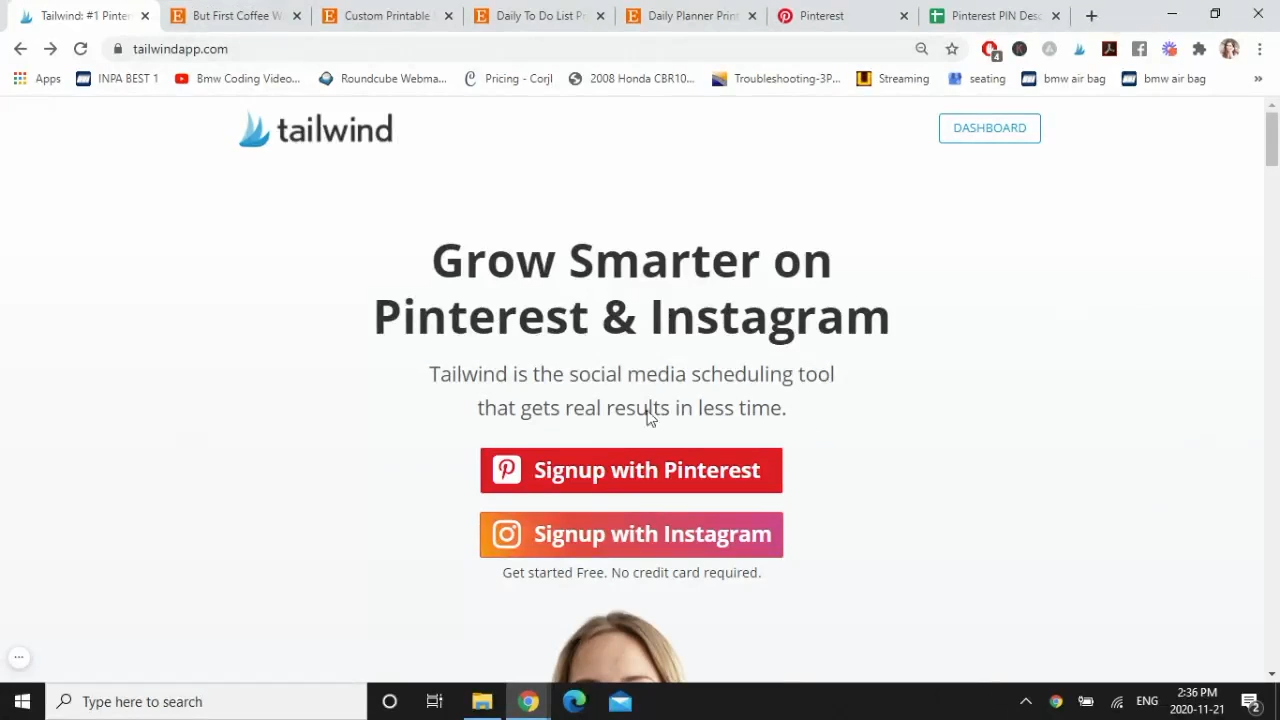 Tailwind: #1 Pinter
But First Coffee W
Custom Printable
Daily To Do List P
Daily Planner Prin
Pinterest
Pinterest PIN Desc
tailwindapp.com
4
Apps
INPA BEST 1
Bmw Coding Video...
Roundcube Webma...
Pricing - Corjl
2008 Honda CBR10...
Troubleshooting-3P...
Streaming
seating
bmw air bag
bmw air bag
tailwind
DASHBOARD
Grow Smarter on
Pinterest & Instagram
Tailwind is the social media scheduling tool
that gets real results in less time.
Signup with Pinterest
Signup with Instagram
Get started Free. No credit card required.
Type here to search
ENG
2:36 PM
2020-11-21
2